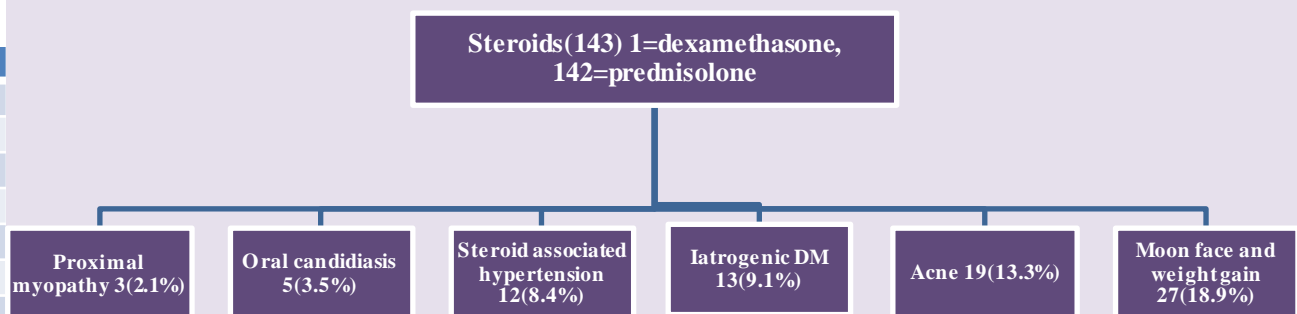 Steroids(143) 1=dexamethasone,
142=prednisolone
Proximal
myopathy 3(2.1%)
Oral candidiasis
5(3.5%)
Steroid associated
hypertension
12(8.4%)
Iatrogenic DM
13(9.1%)
Acne 19(13.3%)
Moon face and
weight gain
27(18.9%)